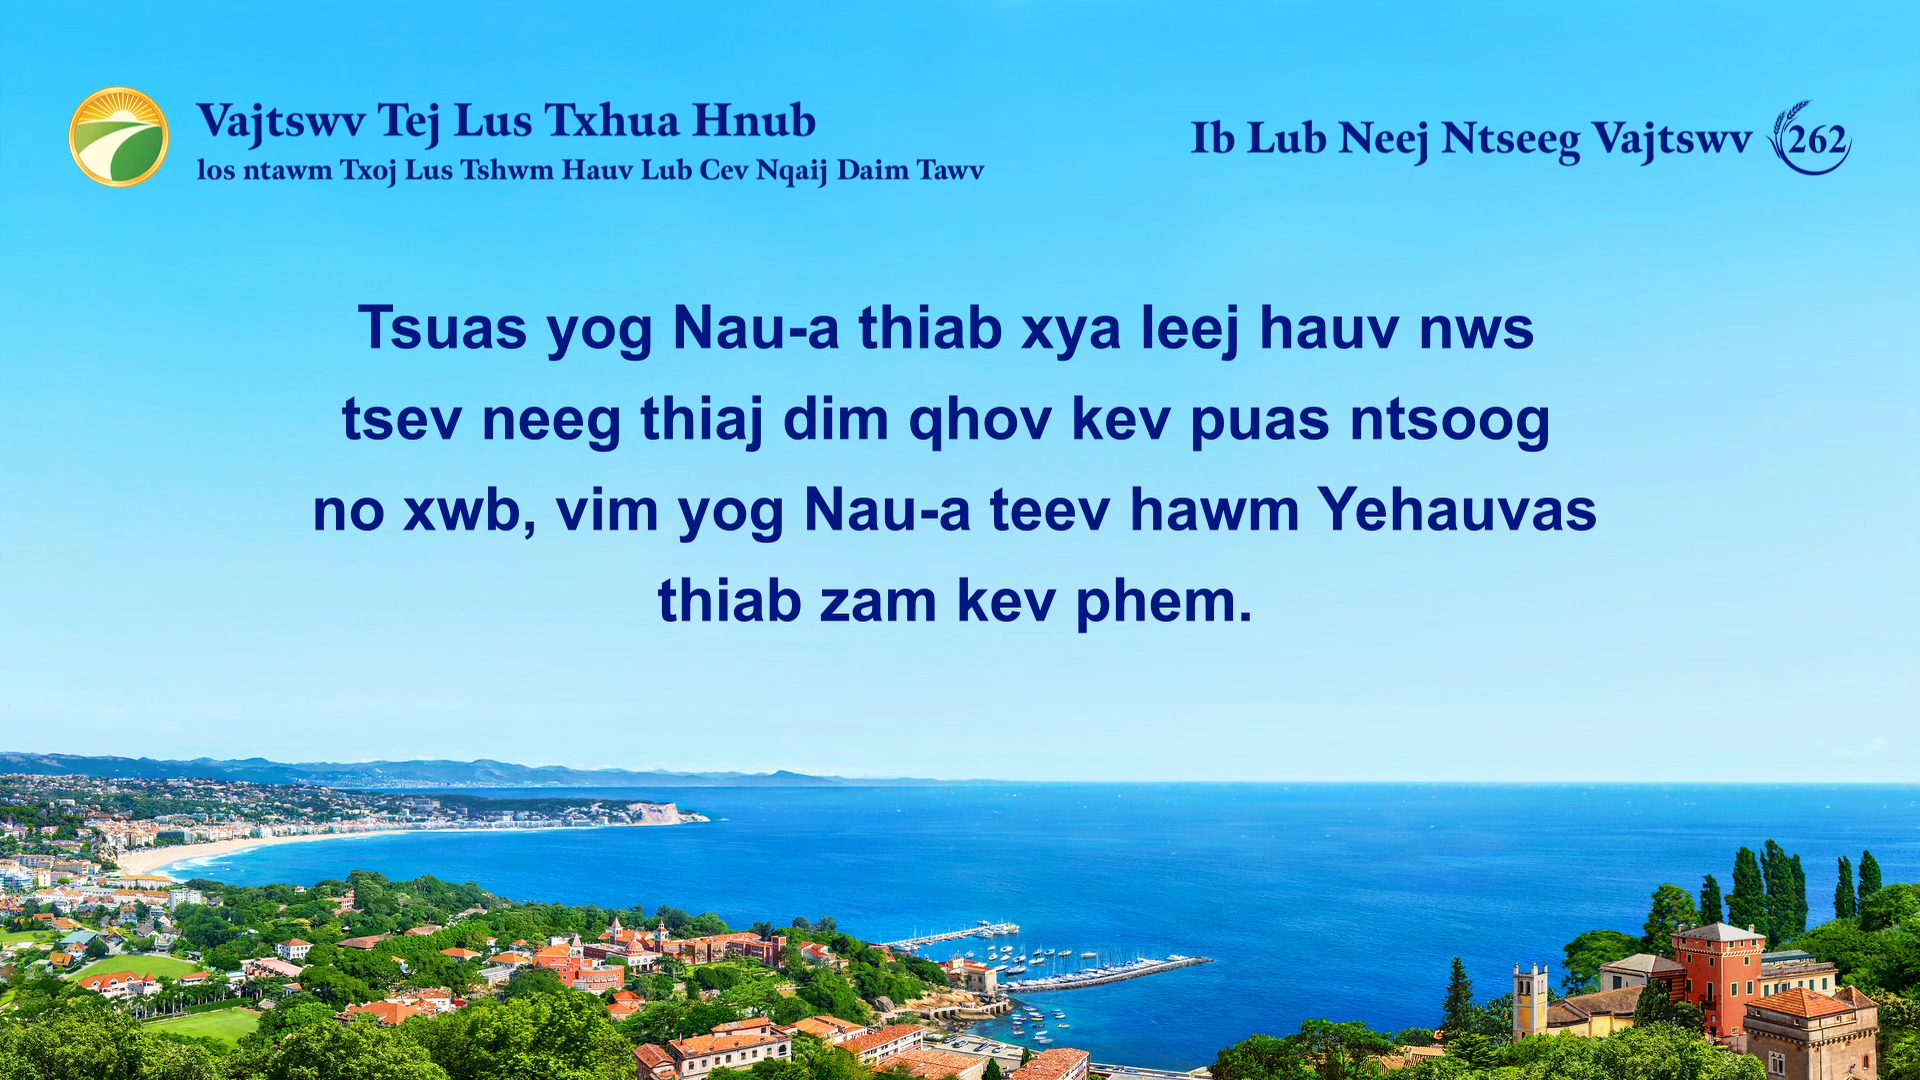 Vajtswv Tej Lus Txhua Hnub
los ntawm Txoj Lus Tshwm Hauv Lub Cev Nqaij Daim Tawv
Ib Lub Neej Ntseeg Vajtswv 262
Tsuas yog Nau-a thiab xya leej hauv nws
tsev neeg thiaj dim qhov kev puas ntsoog
no xwb, vim yog Nau-a teev hawm Yehauvas
thiab zam kev phem.